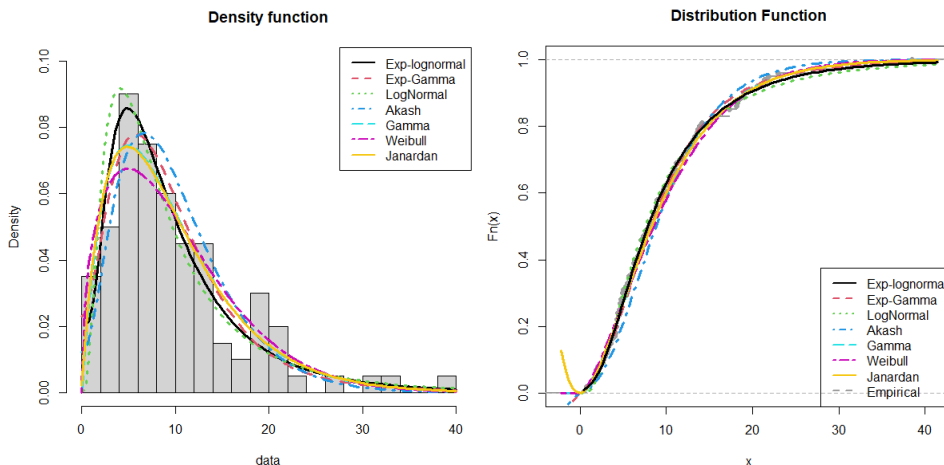 Density function
Density
0.00
0.02
0.04
0.06
0.08
0.10
Exp-lognormal
Exp-Gamma
LogNormal
Akash
Gamma
Weibull
Janardan
0
10
20
30
40
data
Distribution Function
Fn(x)
0.0
0.2
0.4
0.6
0.8
1.0
Exp-lognormal
Exp-Gamma
LogNormal
Akash
Gamma
Weibull
Janardan
Empirical
0
10
20
30
40
x